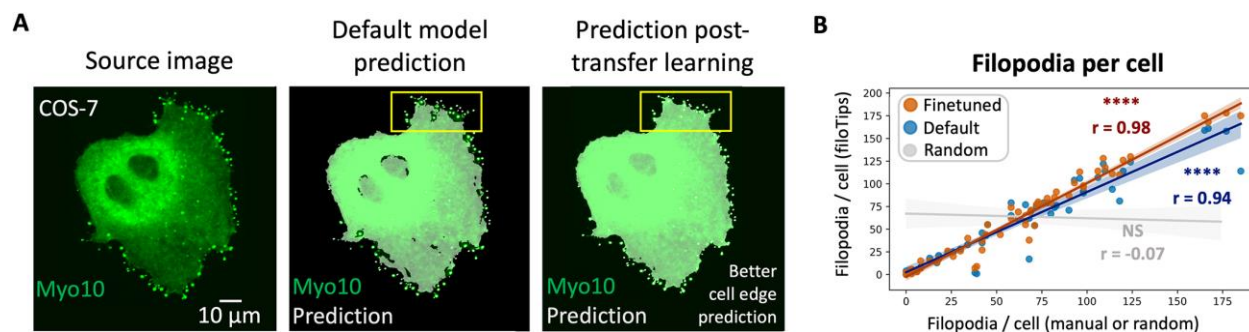 A
Source image
Default model
prediction
Prediction post-
transfer learning
COS-7
Myo10
10 µm
Myo10
Prediction
Myo10
Prediction
Better
cell edge
prediction
B
Filopodia per cell
Filopodia / cell (filoTips)
200
175
150
125
100
75
50
25
0
Finetuned
Default
Random
****
r = 0.98
****
r = 0.94
NS
r = -0.07
0 25 50 75 100 125 150 175
Filopodia / cell (manual or random)